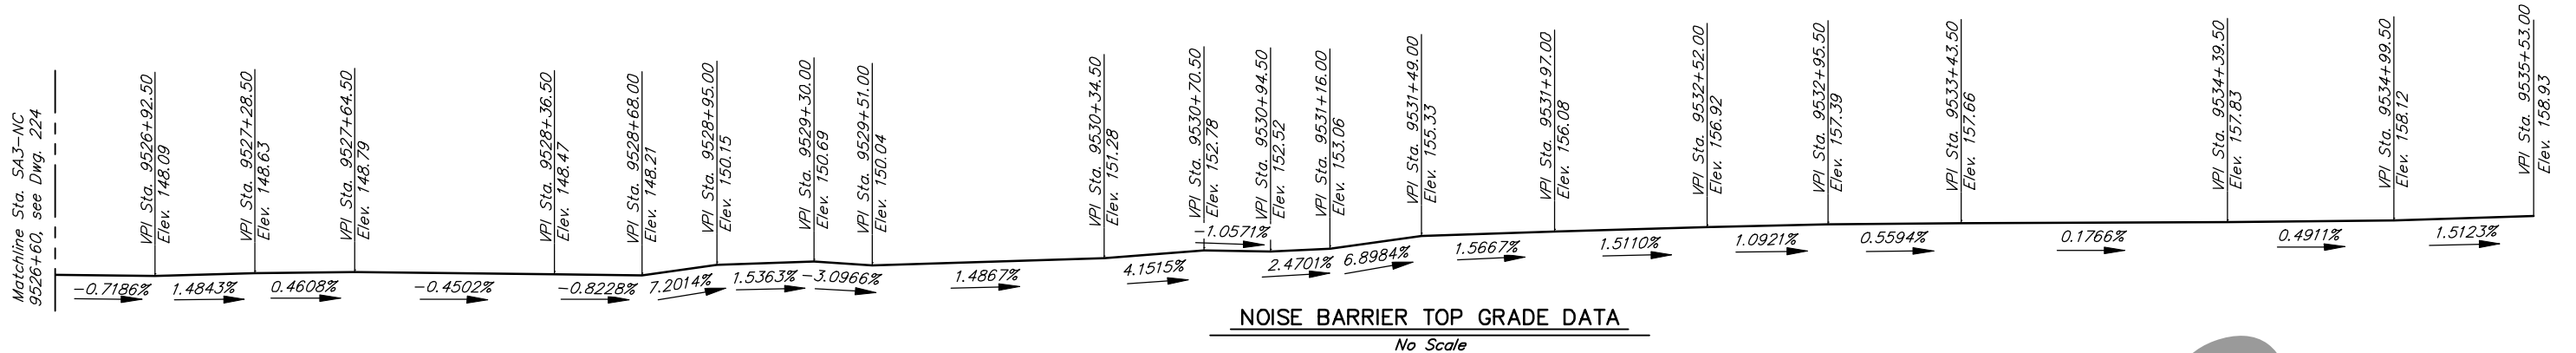 Matchline Sta. SA3-NC
9526+60, see Dwg. 224
VPI Sta. 9526+92.50
Elev. 148.09
VPI Sta. 9527+28.50
Elev. 148.63
VPI Sta. 9527+64.50
Elev. 148.79
VPI Sta. 9528+36.50
Elev. 148.47
VPI Sta. 9528+68.00
Elev. 148.21
VPI Sta. 9528+95.00
Elev. 150.15
VPI Sta. 9529+30.00
Elev. 150.69
VPI Sta. 9529+51.00
Elev. 150.04
VPI Sta. 9530+34.50
Elev. 151.28
VPI Sta. 9530+70.50
Elev. 152.78
VPI Sta. 9530+94.50
Elev. 152.52
VPI Sta. 9531+16.00
Elev. 153.06
VPI Sta. 9531+49.00
Elev. 155.33
VPI Sta. 9531+97.00
Elev. 156.08
VPI Sta. 9532+52.00
Elev. 156.92
VPI Sta. 9532+95.50
Elev. 157.39
VPI Sta. 9533+43.50
Elev. 157.66
VPI Sta. 9534+39.50
Elev. 157.83
VPI Sta. 9534+99.50
Elev. 158.12
VPI Sta. 9535+53.00
Elev. 158.93
-0.7186%
1.4843%
0.4608%
-0.4502%
-0.8228%
7.2014%
1.5363%
-3.0966%
1.4867%
4.1515%
-1.0571%
2.4701%
6.8984%
1.5667%
1.5110%
1.0921%
0.5594%
0.1766%
0.4911%
1.5123%
NOISE BARRIER TOP GRADE DATA
No Scale